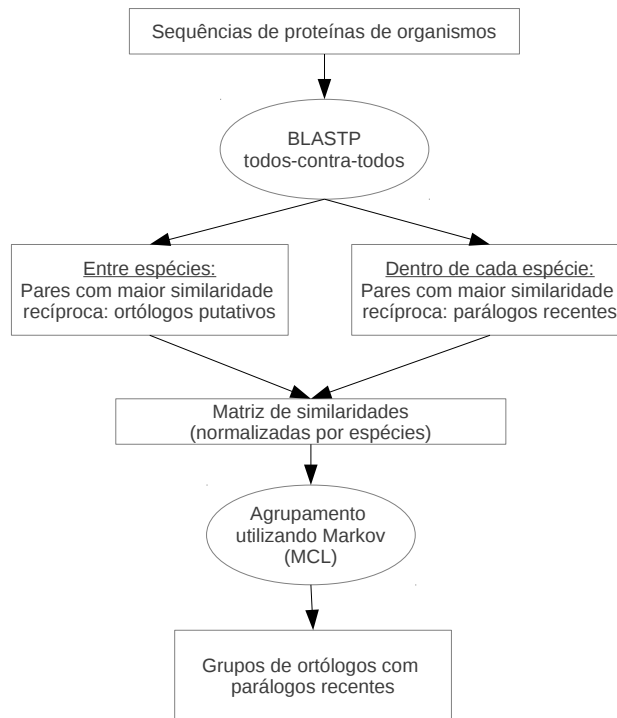 Sequências de proteínas de organismos
BLASTP
todos-contra-todos
Entre espécies:
Pares com maior similaridade
recíproca: ortólogos putativos
Dentro de cada espécie:
Pares com maior similaridade
recíproca: parálogos recentes
Matriz de similaridades
(normalizadas por espécies)
Agrupamento
utilizando Markov
(MCL)
Grupos de ortólogos com
parálogos recentes